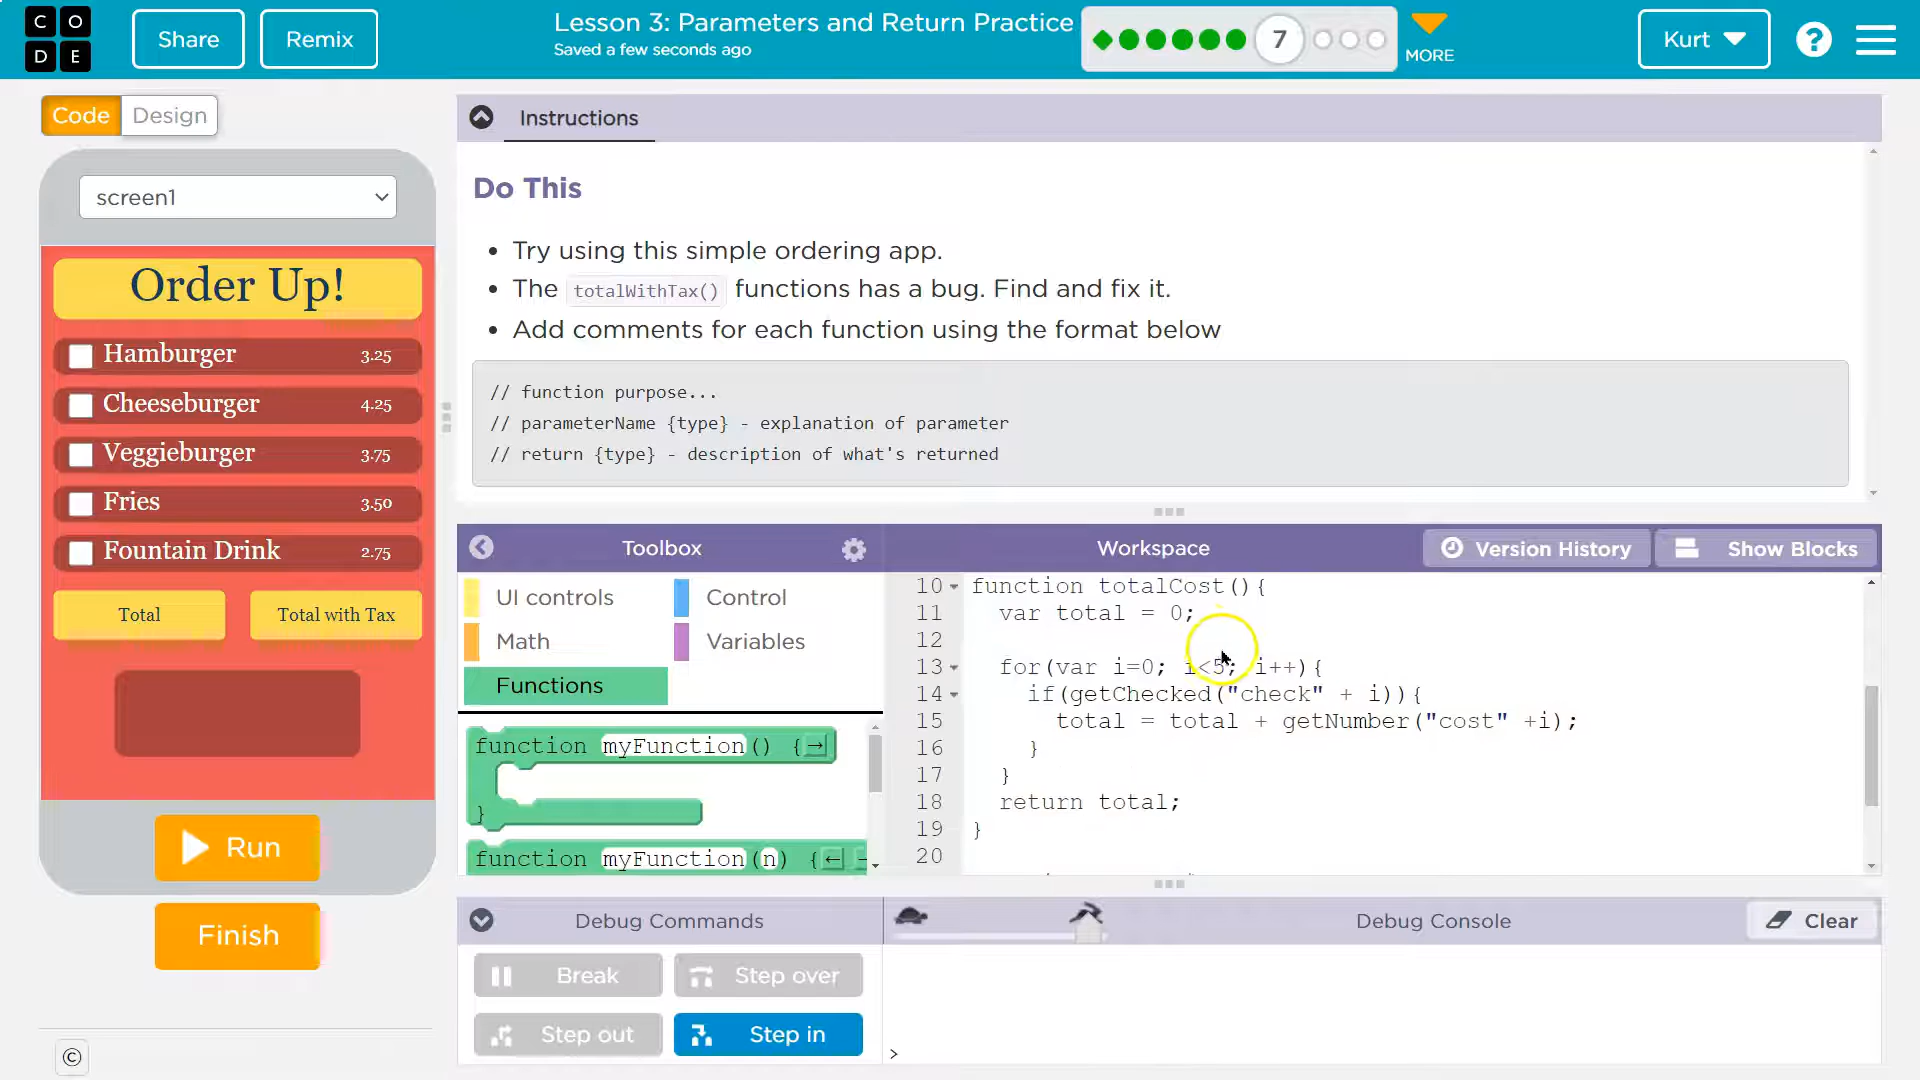 CO
DE
Share
Remix
Lesson 3: Parameters and Return Practice
Saved a few seconds ago
7
MORE
Kurt
?
Code
Design
screen1
Order Up!
Hamburger 3.25
Cheeseburger 4.25
Veggieburger 3.75
Fries 3.50
Fountain Drink 2.75
Total
Total with Tax
Run
Finish
©
Instructions
Do This
• Try using this simple ordering app.
• The totalWithTax() functions has a bug. Find and fix it.
• Add comments for each function using the format below
// function purpose...
// parameterName {type} - explanation of parameter
// return {type} - description of what's returned
Toolbox
UI controls
Control
Math
Variables
Functions
function myFunction() {→
}
function myFunction(n) {←
Workspace
Version History
Show Blocks
10 function totalCost(){
11 var total = 0;
12
13 for(var i=0; i<5; i++){
14 if(getChecked("check" + i)){
15 total = total + getNumber("cost" +i);
16 }
17 }
18 return total;
19 }
20
Debug Commands
Break
Step over
Step out
Step in
Debug Console
Clear
>